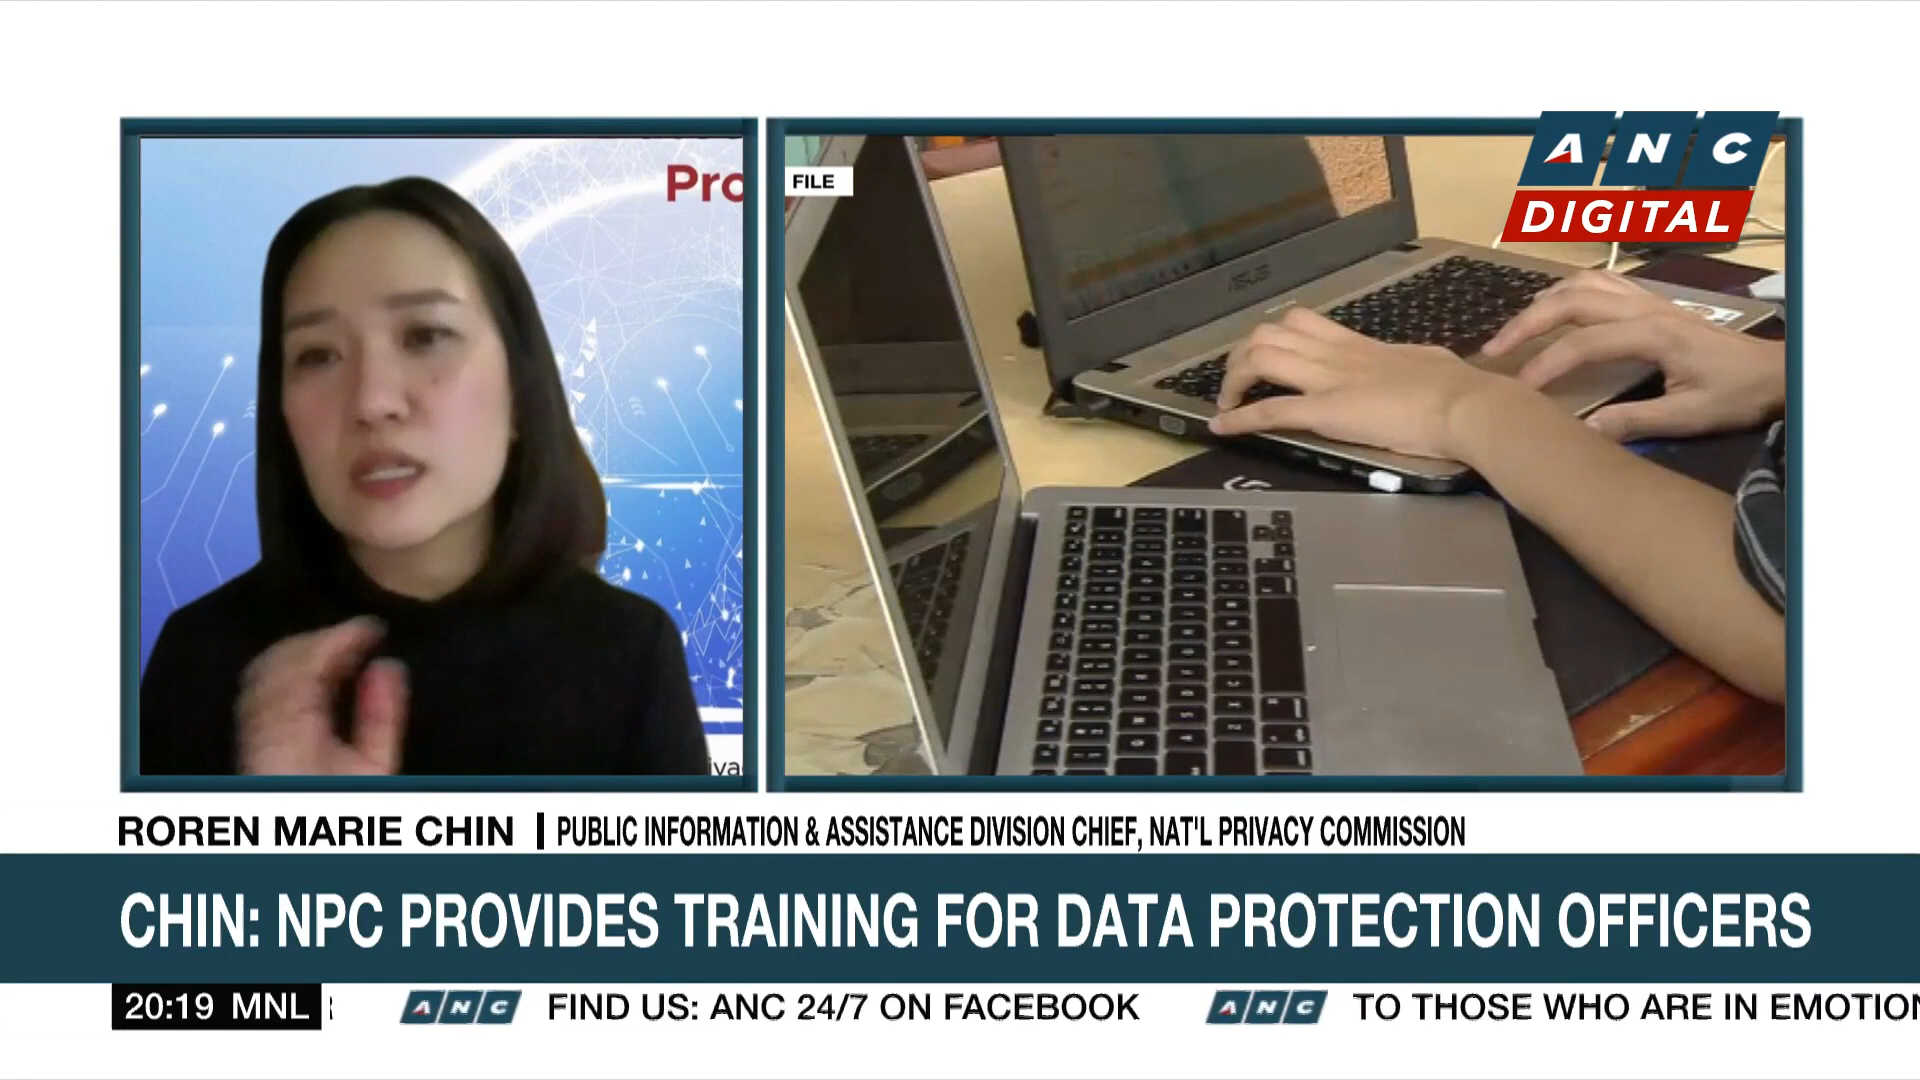 Pro
FILE
ANC
DIGITAL
ASUS
iva
ROREN MARIE CHIN | PUBLIC INFORMATION & ASSISTANCE DIVISION CHIEF, NAT'L PRIVACY COMMISSION
CHIN: NPC PROVIDES TRAINING FOR DATA PROTECTION OFFICERS
20:19 MNL ANC FIND US: ANC 24/7 ON FACEBOOK ANC TO THOSE WHO ARE IN EMOTION